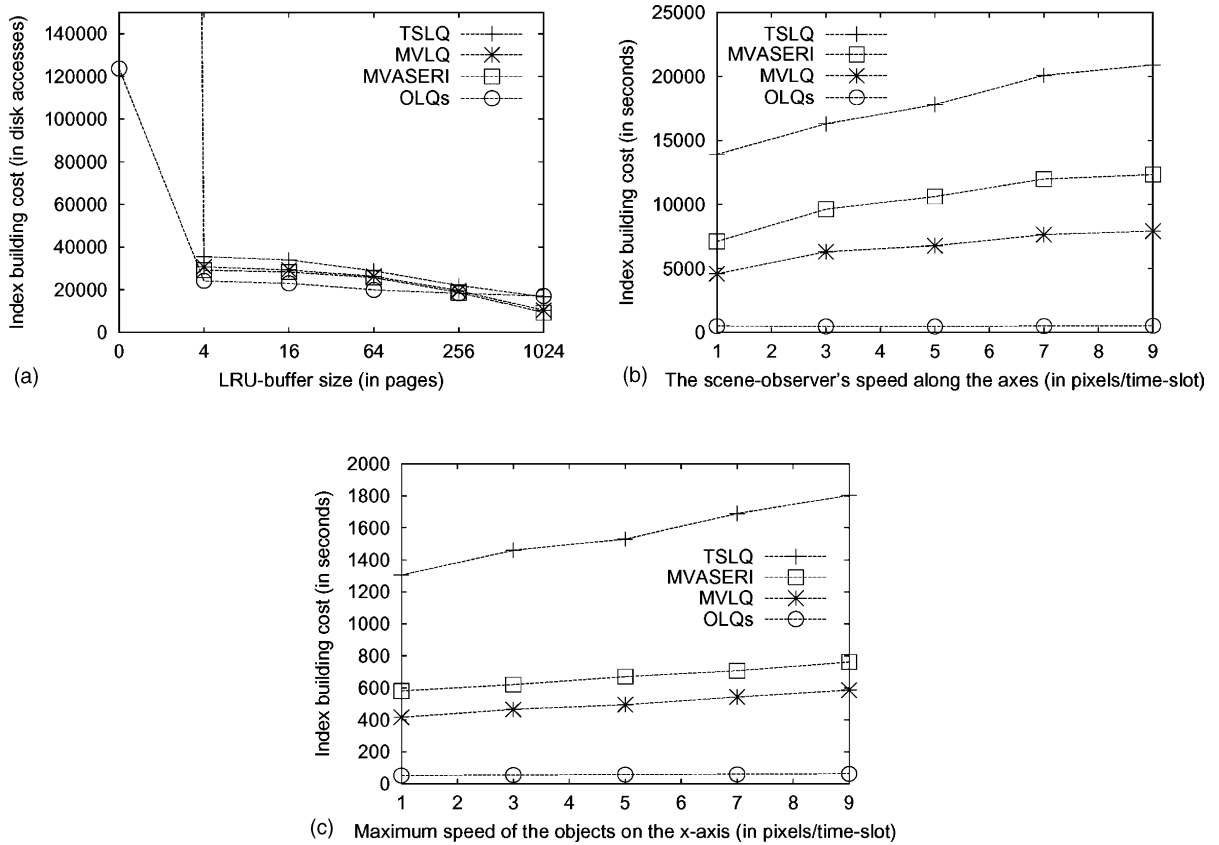 Index building cost (in disk accesses)
140000
120000
100000
80000
60000
40000
20000
0
TSLQ
MVLQ
MVASERI
OLQs
0 4 16 64 256 1024
LRU-buffer size (in pages)
(a)
Index building cost (in seconds)
25000
20000
15000
10000
5000
0
TSLQ
MVASERI
MVLQ
OLQs
1 2 3 4 5 6 7 8 9
The scene-observer's speed along the axes (in pixels/time-slot)
(b)
Index building cost (in seconds)
2000
1800
1600
1400
1200
1000
800
600
400
200
0
TSLQ
MVASERI
MVLQ
OLQs
1 2 3 4 5 6 7 8 9
Maximum speed of the objects on the x-axis (in pixels/time-slot)
(c)